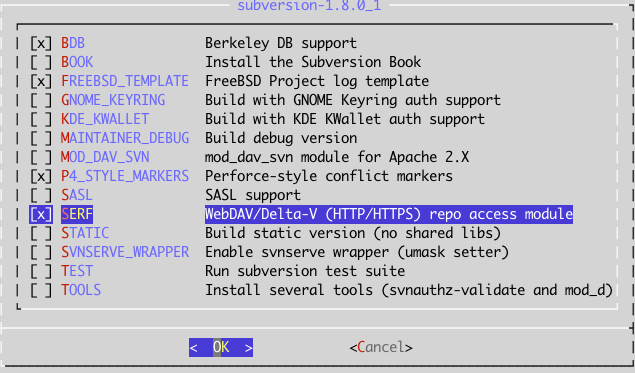 subversion-1.8.0_1
[x] BDB Berkeley DB support
[ ] BOOK Install the Subversion Book
[x] FREEBSD_TEMPLATE FreeBSD Project log template
[ ] GNOME_KEYRING Build with GNOME Keyring auth support
[ ] KDE_KWALLET Build with KDE KWallet auth support
[ ] MAINTAINER_DEBUG Build debug version
[ ] MOD_DAV_SVN mod_dav_svn module for Apache 2.X
[x] P4_STYLE_MARKERS Perforce-style conflict markers
[ ] SASL SASL support
[x] SERF WebDAV/Delta-V (HTTP/HTTPS) repo access module
[ ] STATIC Build static version (no shared libs)
[ ] SVNSERVE_WRAPPER Enable svnserve wrapper (umask setter)
[ ] TEST Run subversion test suite
[ ] TOOLS Install several tools (svnauthz-validate and mod_d)
< OK > <Cancel>